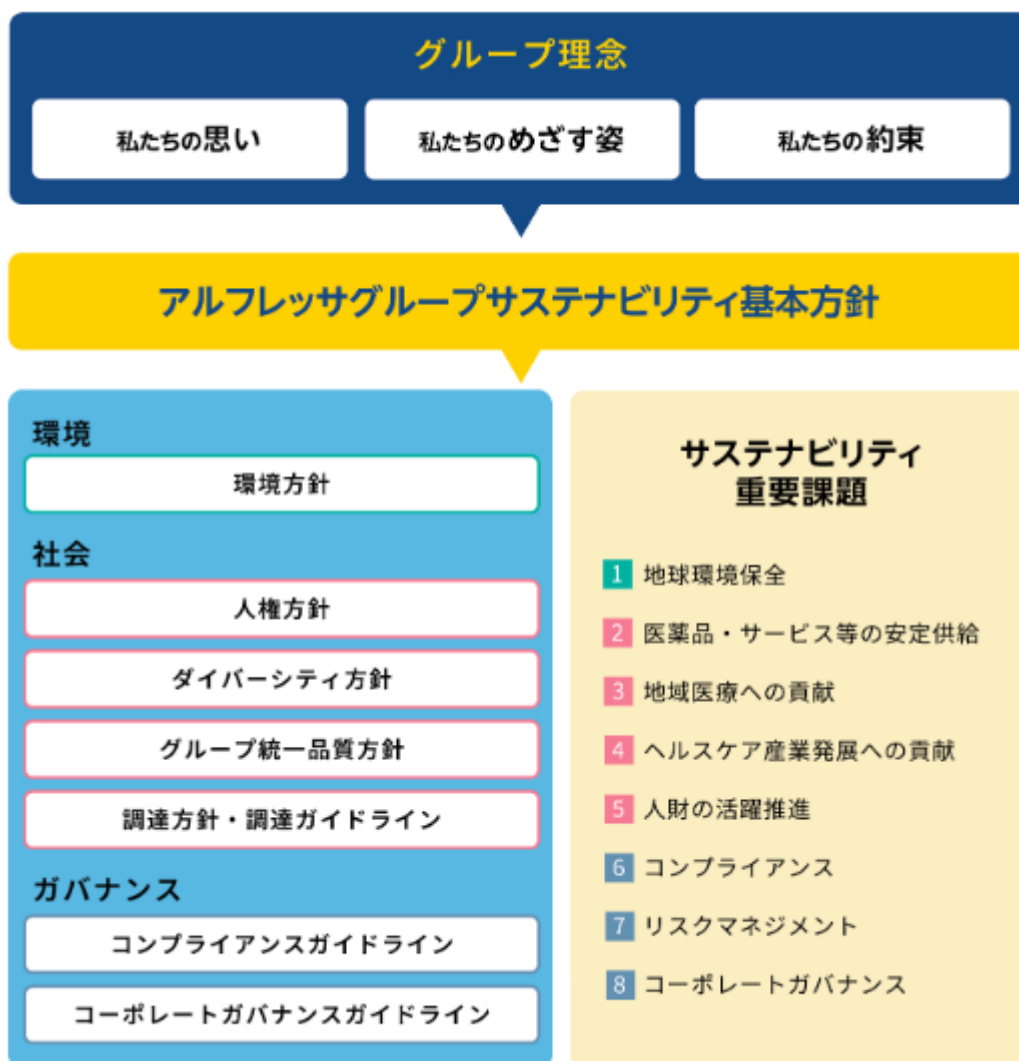 グループ理念
私たちの思い
私たちのめざす姿
私たちの約束
アルフレッサグループサステナビリティ基本方針
環境
環境方針
社会
人権方針
ダイバーシティ方針
グループ統一品質方針
調達方針・調達ガイドライン
ガバナンス
コンプライアンスガイドライン
コーポレートガバナンスガイドライン
サステナビリティ
重要課題
1 地球環境保全
2 医薬品・サービス等の安定供給
3 地域医療への貢献
4 ヘルスケア産業発展への貢献
5 人財の活躍推進
6 コンプライアンス
7 リスクマネジメント
8 コーポレートガバナンス